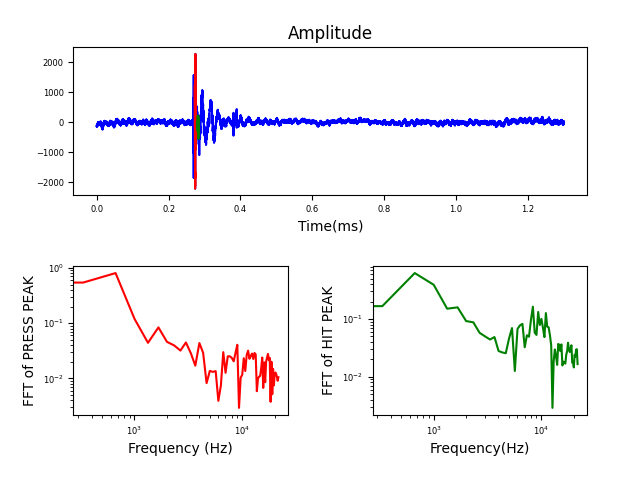 Amplitude
2000
1000
0
−1000
−2000
0.0 0.2 0.4 0.6 0.8 1.0 1.2
Time(ms)
FFT of PRESS PEAK
10⁰
10⁻¹
10⁻²
10³ 10⁴
Frequency (Hz)
FFT of HIT PEAK
10⁻¹
10⁻²
10³ 10⁴
Frequency(Hz)